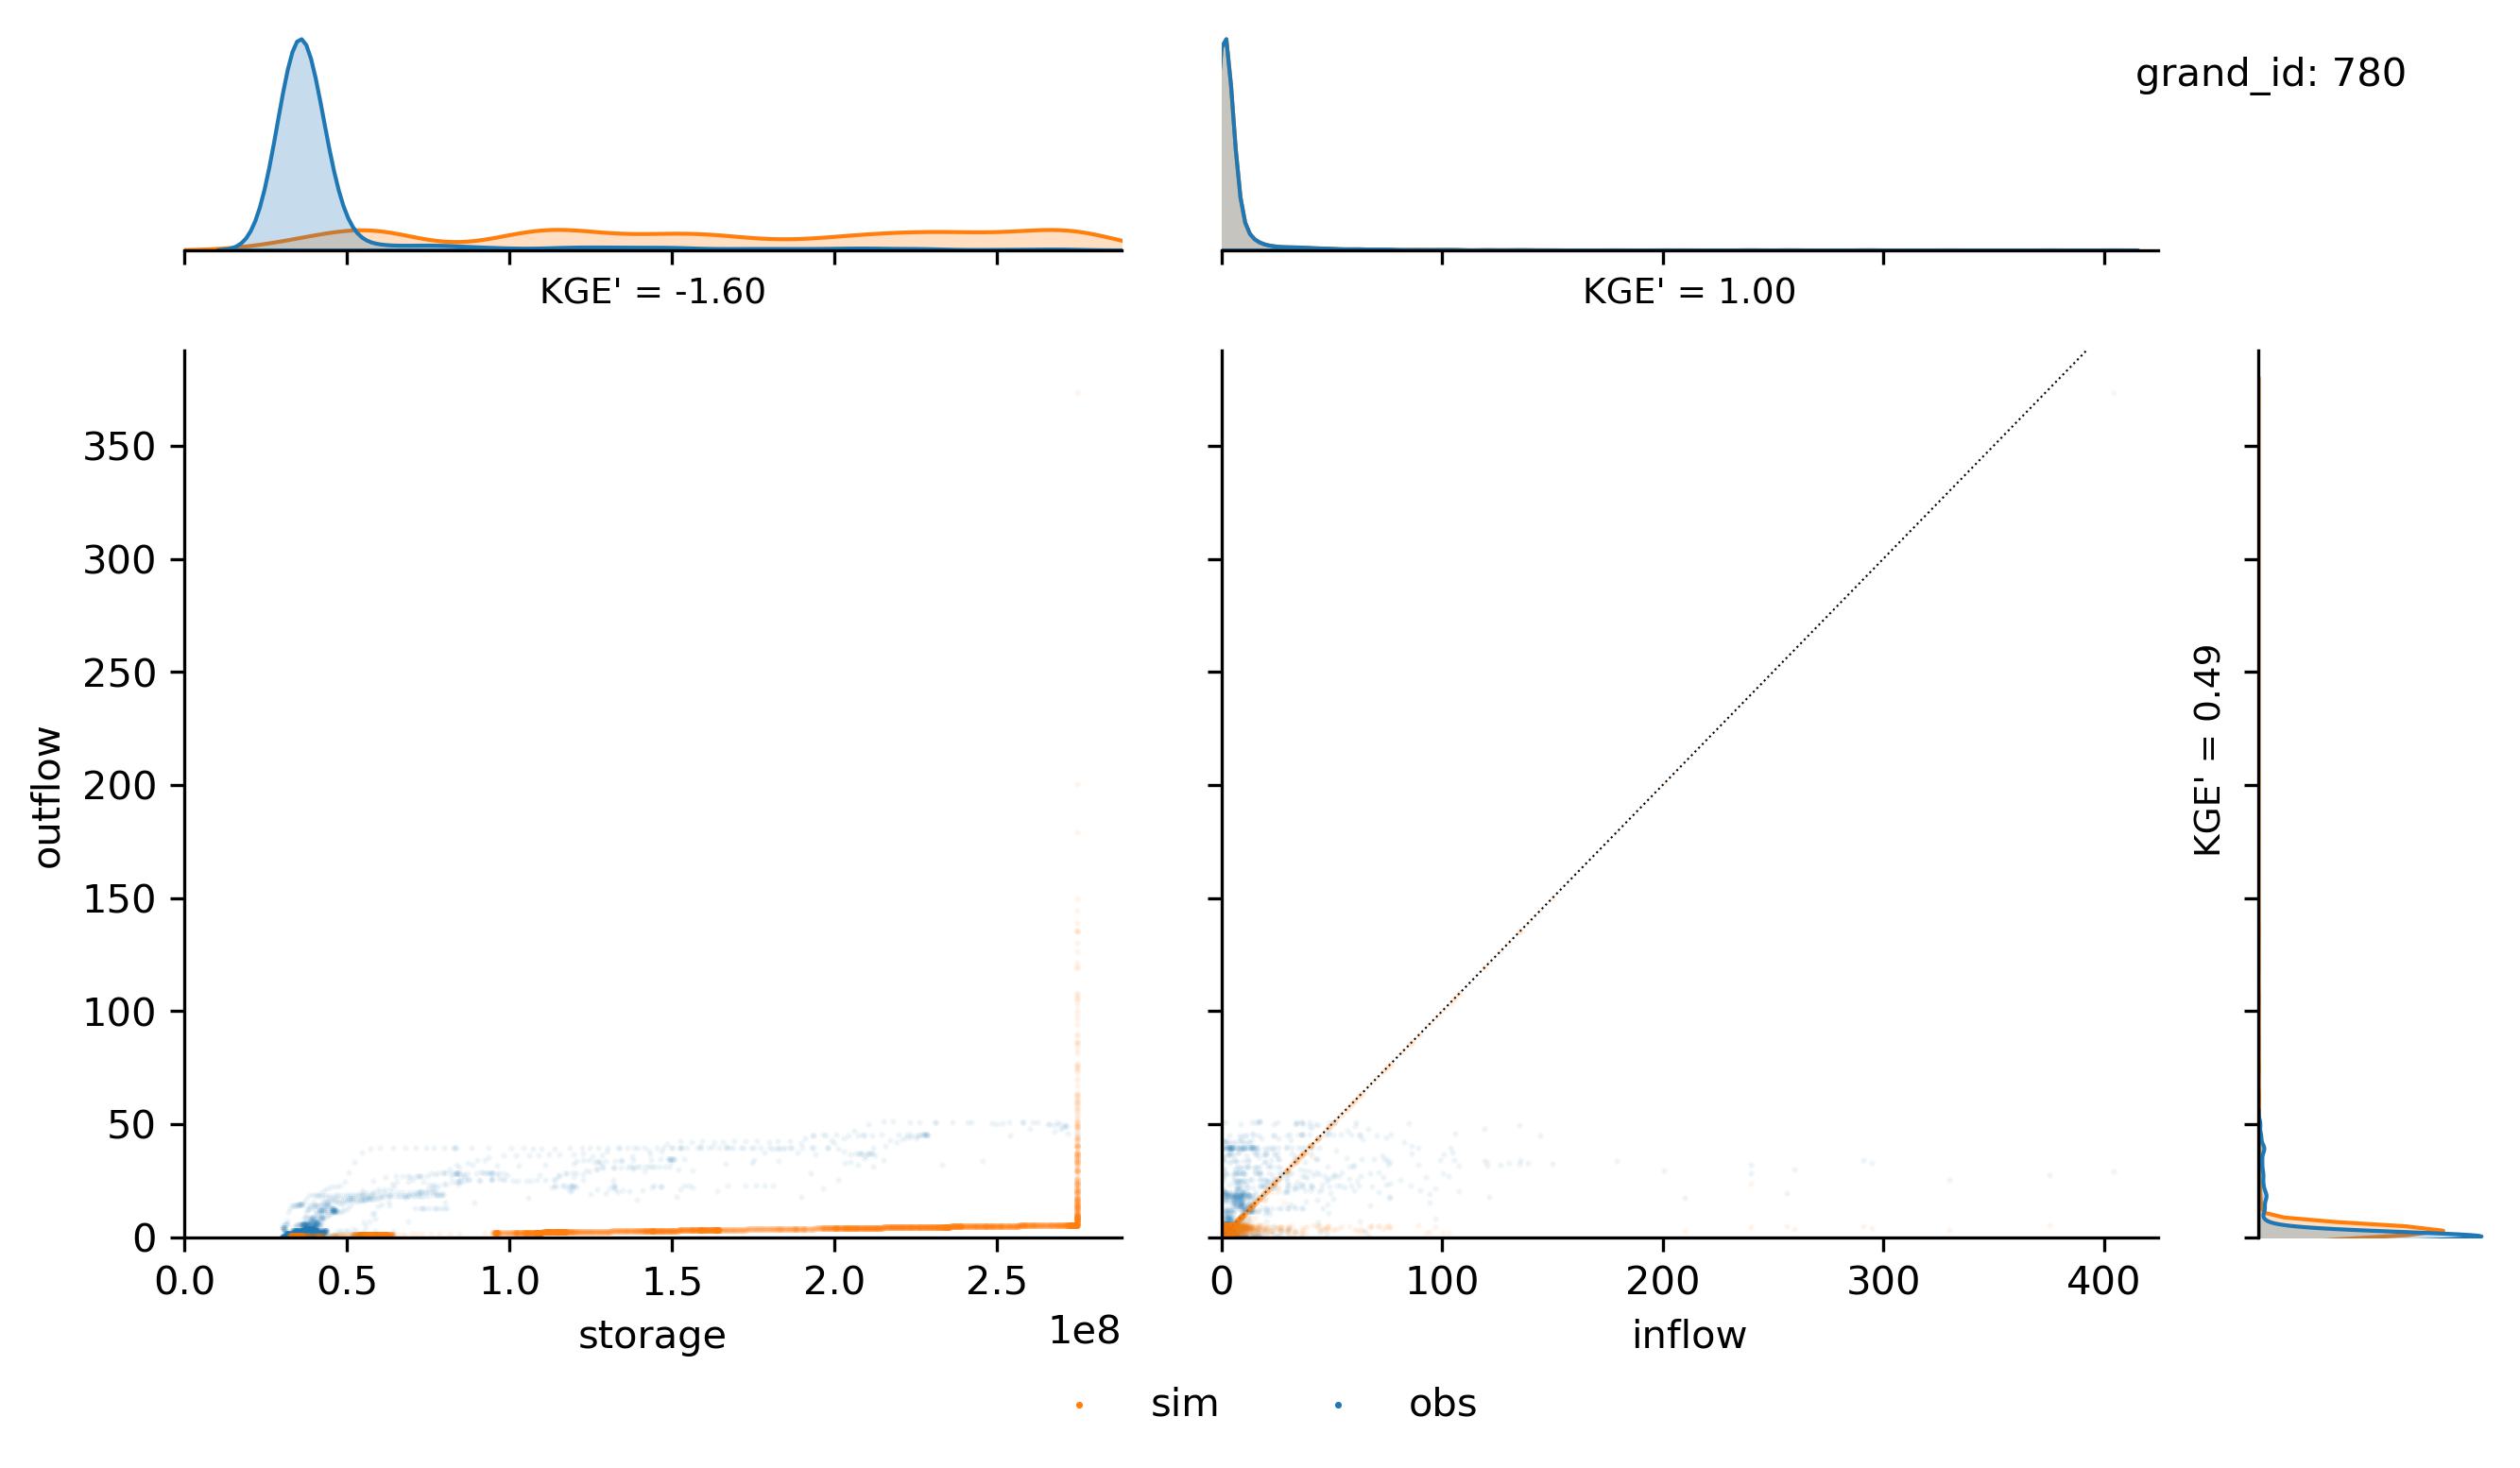 grand_id: 780
KGE' = -1.60
KGE' = 1.00
350
300
250
200
150
100
50
0
outflow
KGE' = 0.49
0.0 0.5 1.0 1.5 2.0 2.5
1e8
storage
0 100 200 300 400
inflow
sim obs